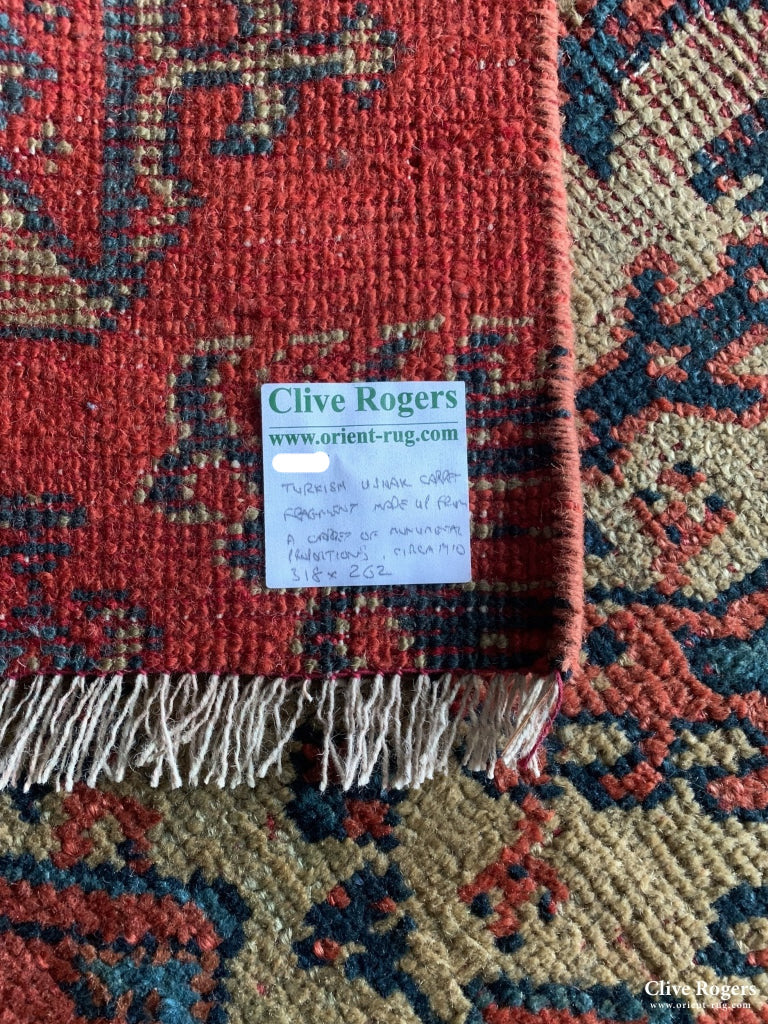 Clive Rogers
www.orient-rug.com
TURKISH USHAK CARPET
FRAGMENT MADE UP FROM
A CARPET OF MONUMENTAL
CIRCA 1910
318 x 262
Clive Rogers
www.orient-rug.com